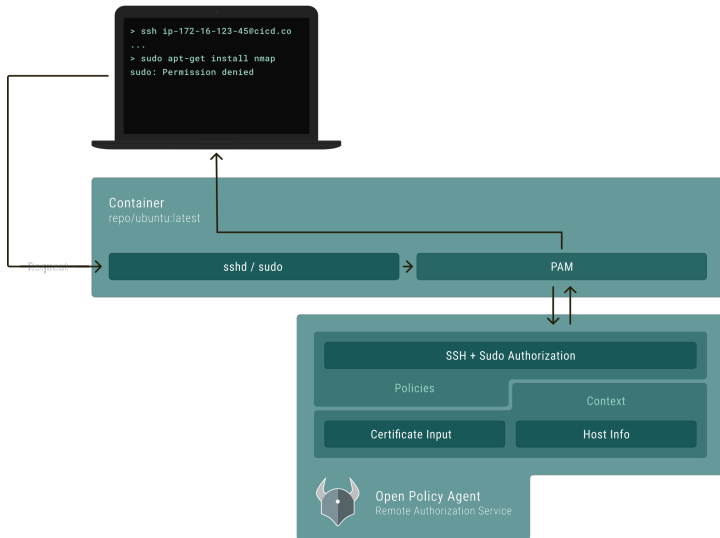 > ssh ip-172-16-123-45@cicd.co
...
> sudo apt-get install nmap
sudo: Permission denied
Container
repo/ubuntu:latest
Request
sshd / sudo
PAM
SSH + Sudo Authorization
Policies
Context
Certificate Input
Host Info
Open Policy Agent
Remote Authorization Service